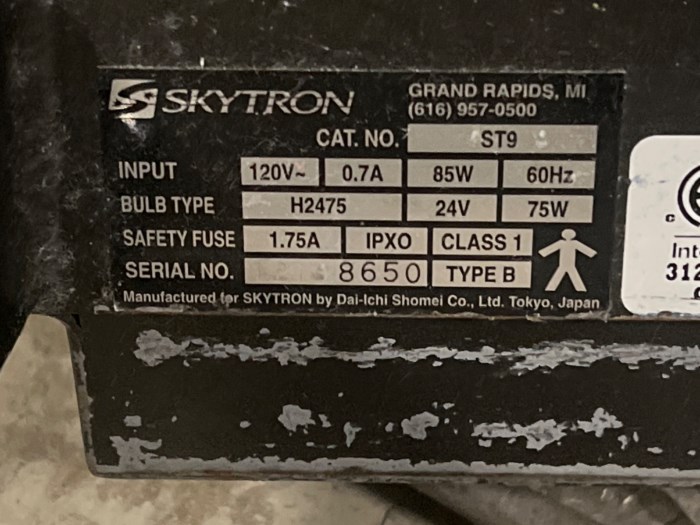 SKYTRON
GRAND RAPIDS, MI
(616) 957-0500
CAT. NO. ST9
INPUT 120V~ 0.7A 85W 60Hz
BULB TYPE H2475 24V 75W
SAFETY FUSE 1.75A IPXO CLASS 1
SERIAL NO. 8650 TYPE B
Manufactured for SKYTRON by Dai-Ichi Shomei Co., Ltd. Tokyo, Japan
c
Int
312